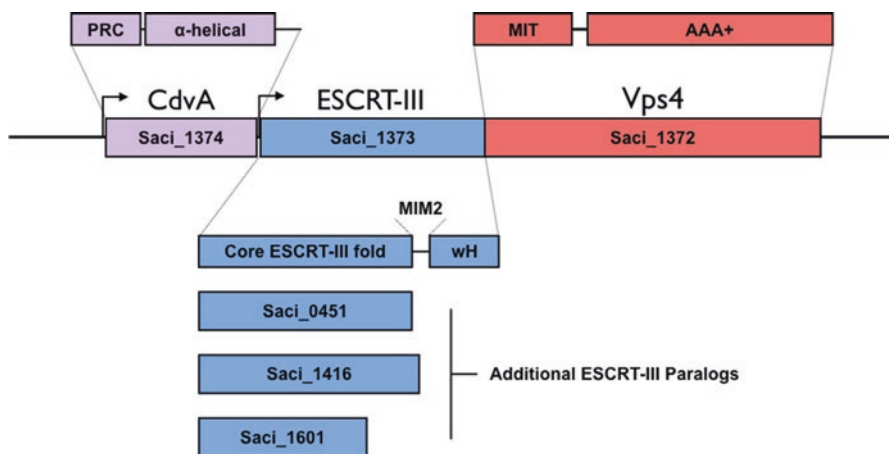 PRC α-helical MIT AAA+
CdvA ESCRT-III Vps4
Saci_1374 Saci_1373 Saci_1372
MIM2
Core ESCRT-III fold wH
Saci_0451
Saci_1416 Additional ESCRT-III Paralogs
Saci_1601